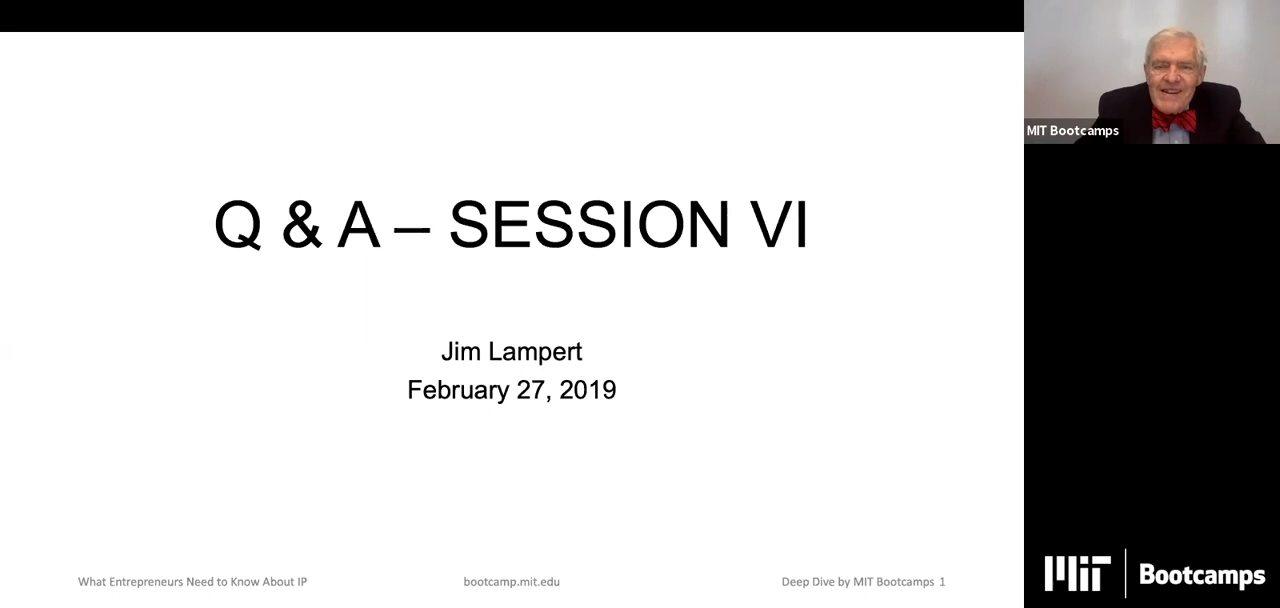 Q & A – SESSION VI
Jim Lampert
February 27, 2019
What Entrepreneurs Need to Know About IP
bootcamp.mit.edu
Deep Dive by MIT Bootcamps 1
MIT Bootcamps
MIT Bootcamps